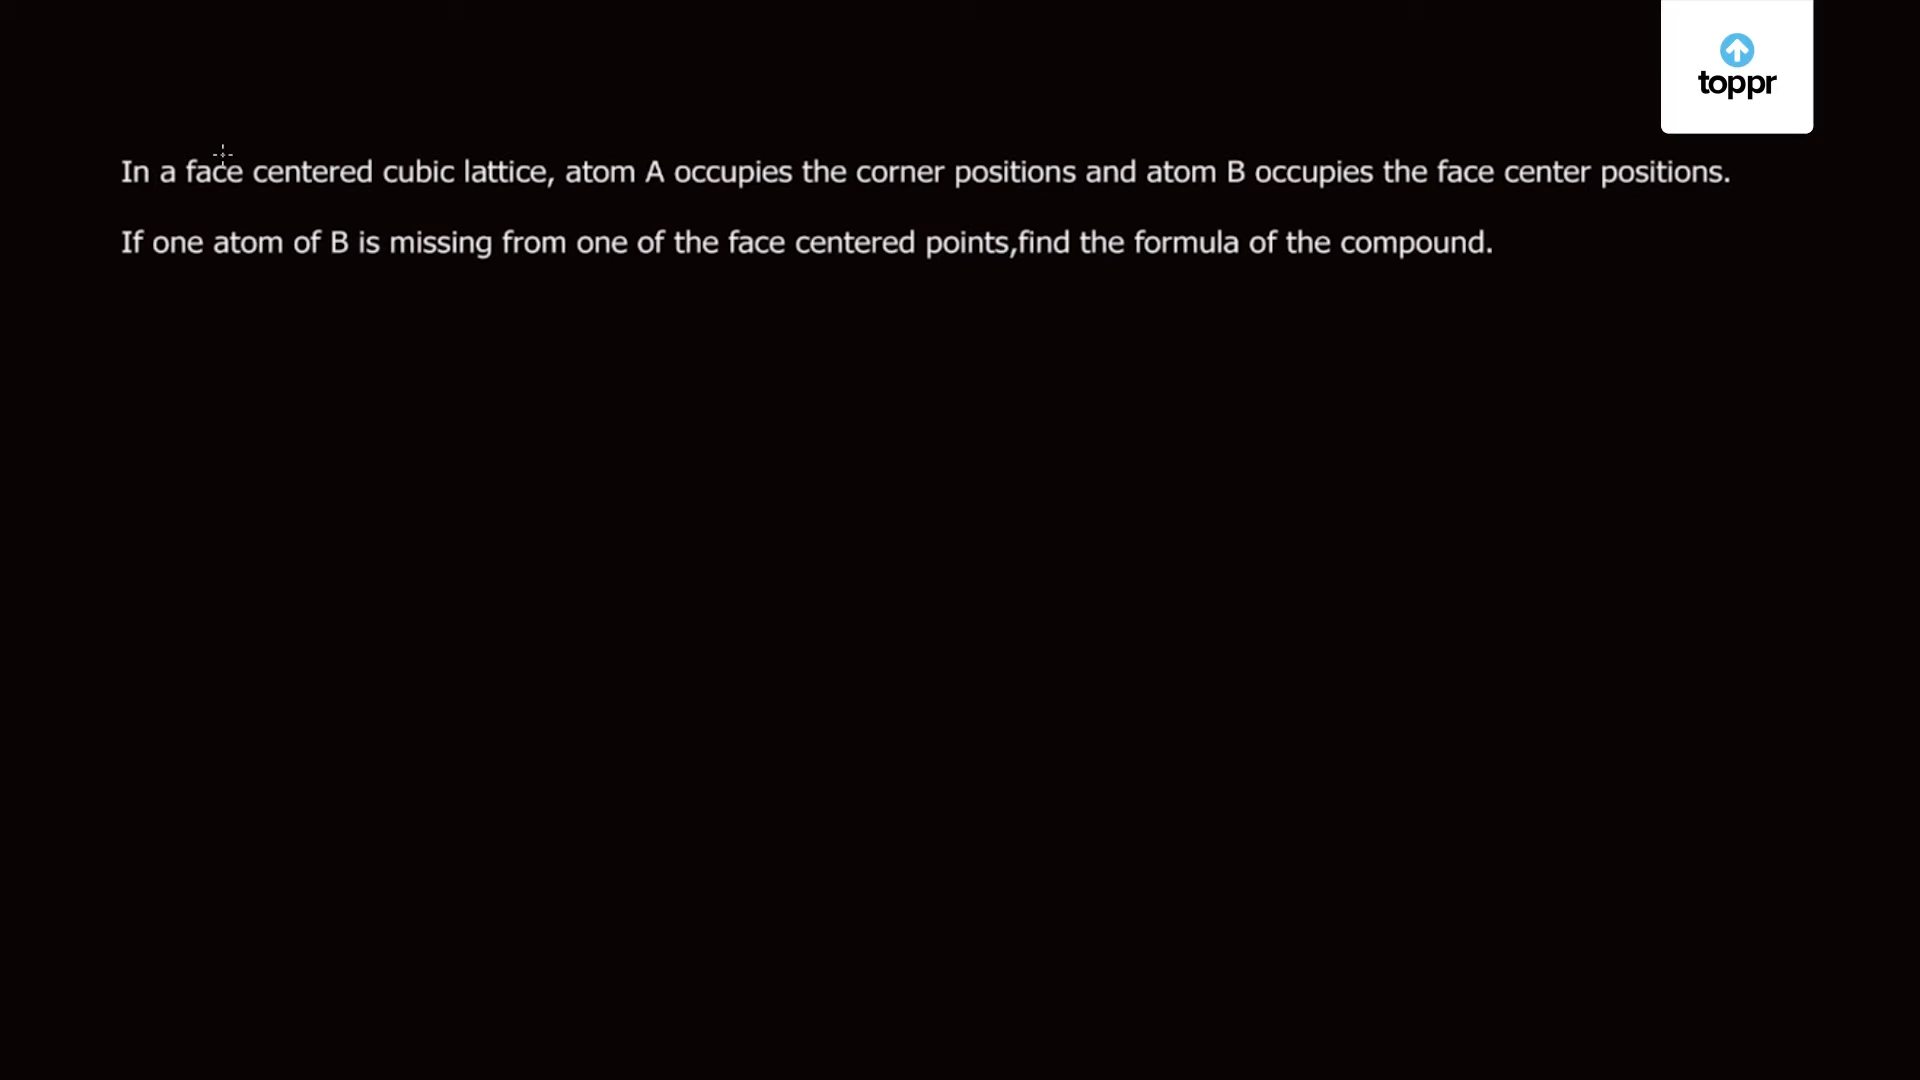 toppr
In a face centered cubic lattice, atom A occupies the corner positions and atom B occupies the face center positions.
If one atom of B is missing from one of the face centered points,find the formula of the compound.